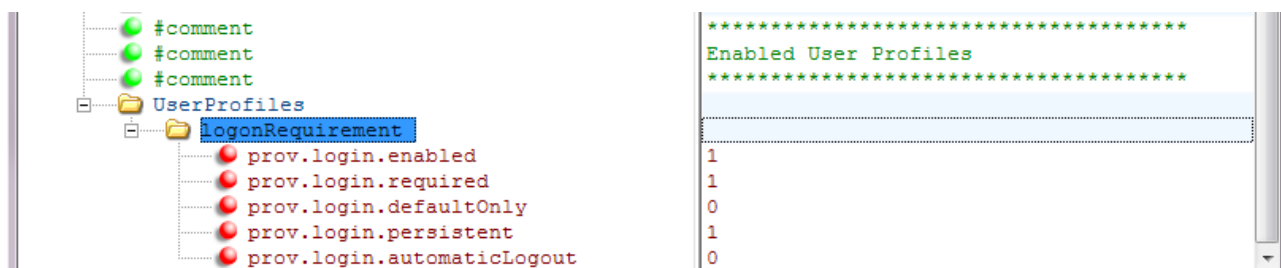 #comment **************************************
#comment Enabled User Profiles
#comment **************************************
UserProfiles
logonRequirement
prov.login.enabled 1
prov.login.required 1
prov.login.defaultOnly 0
prov.login.persistent 1
prov.login.automaticLogout 0